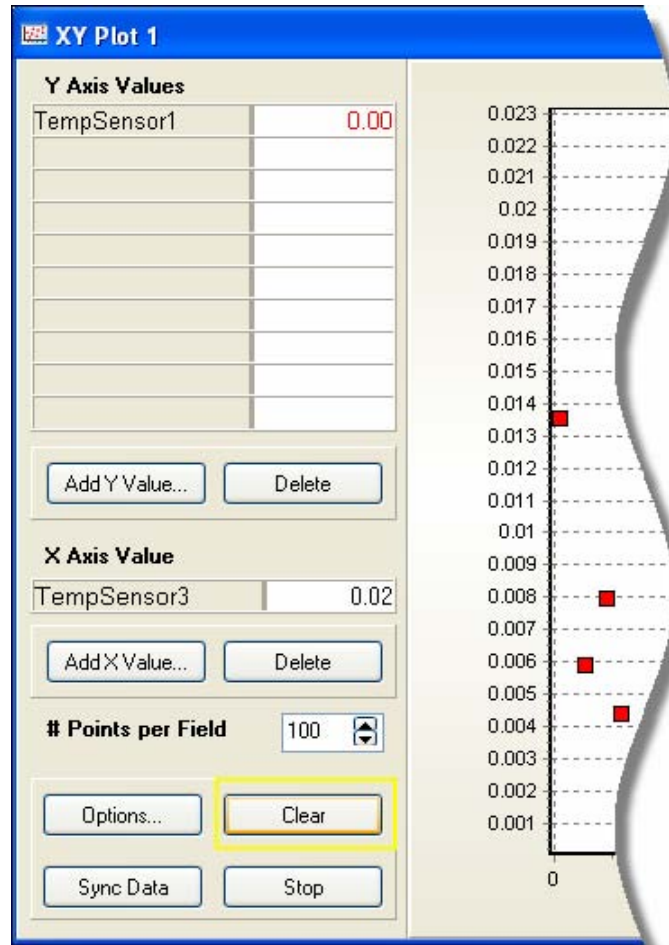 XY Plot 1
Y Axis Values
TempSensor1 0.00
Add Y Value... Delete
X Axis Value
TempSensor3 0.02
Add X Value... Delete
# Points per Field 100
Options... Clear
Sync Data Stop
0.023
0.022
0.021
0.02
0.019
0.018
0.017
0.016
0.015
0.014
0.013
0.012
0.011
0.01
0.009
0.008
0.007
0.006
0.005
0.004
0.003
0.002
0.001
0